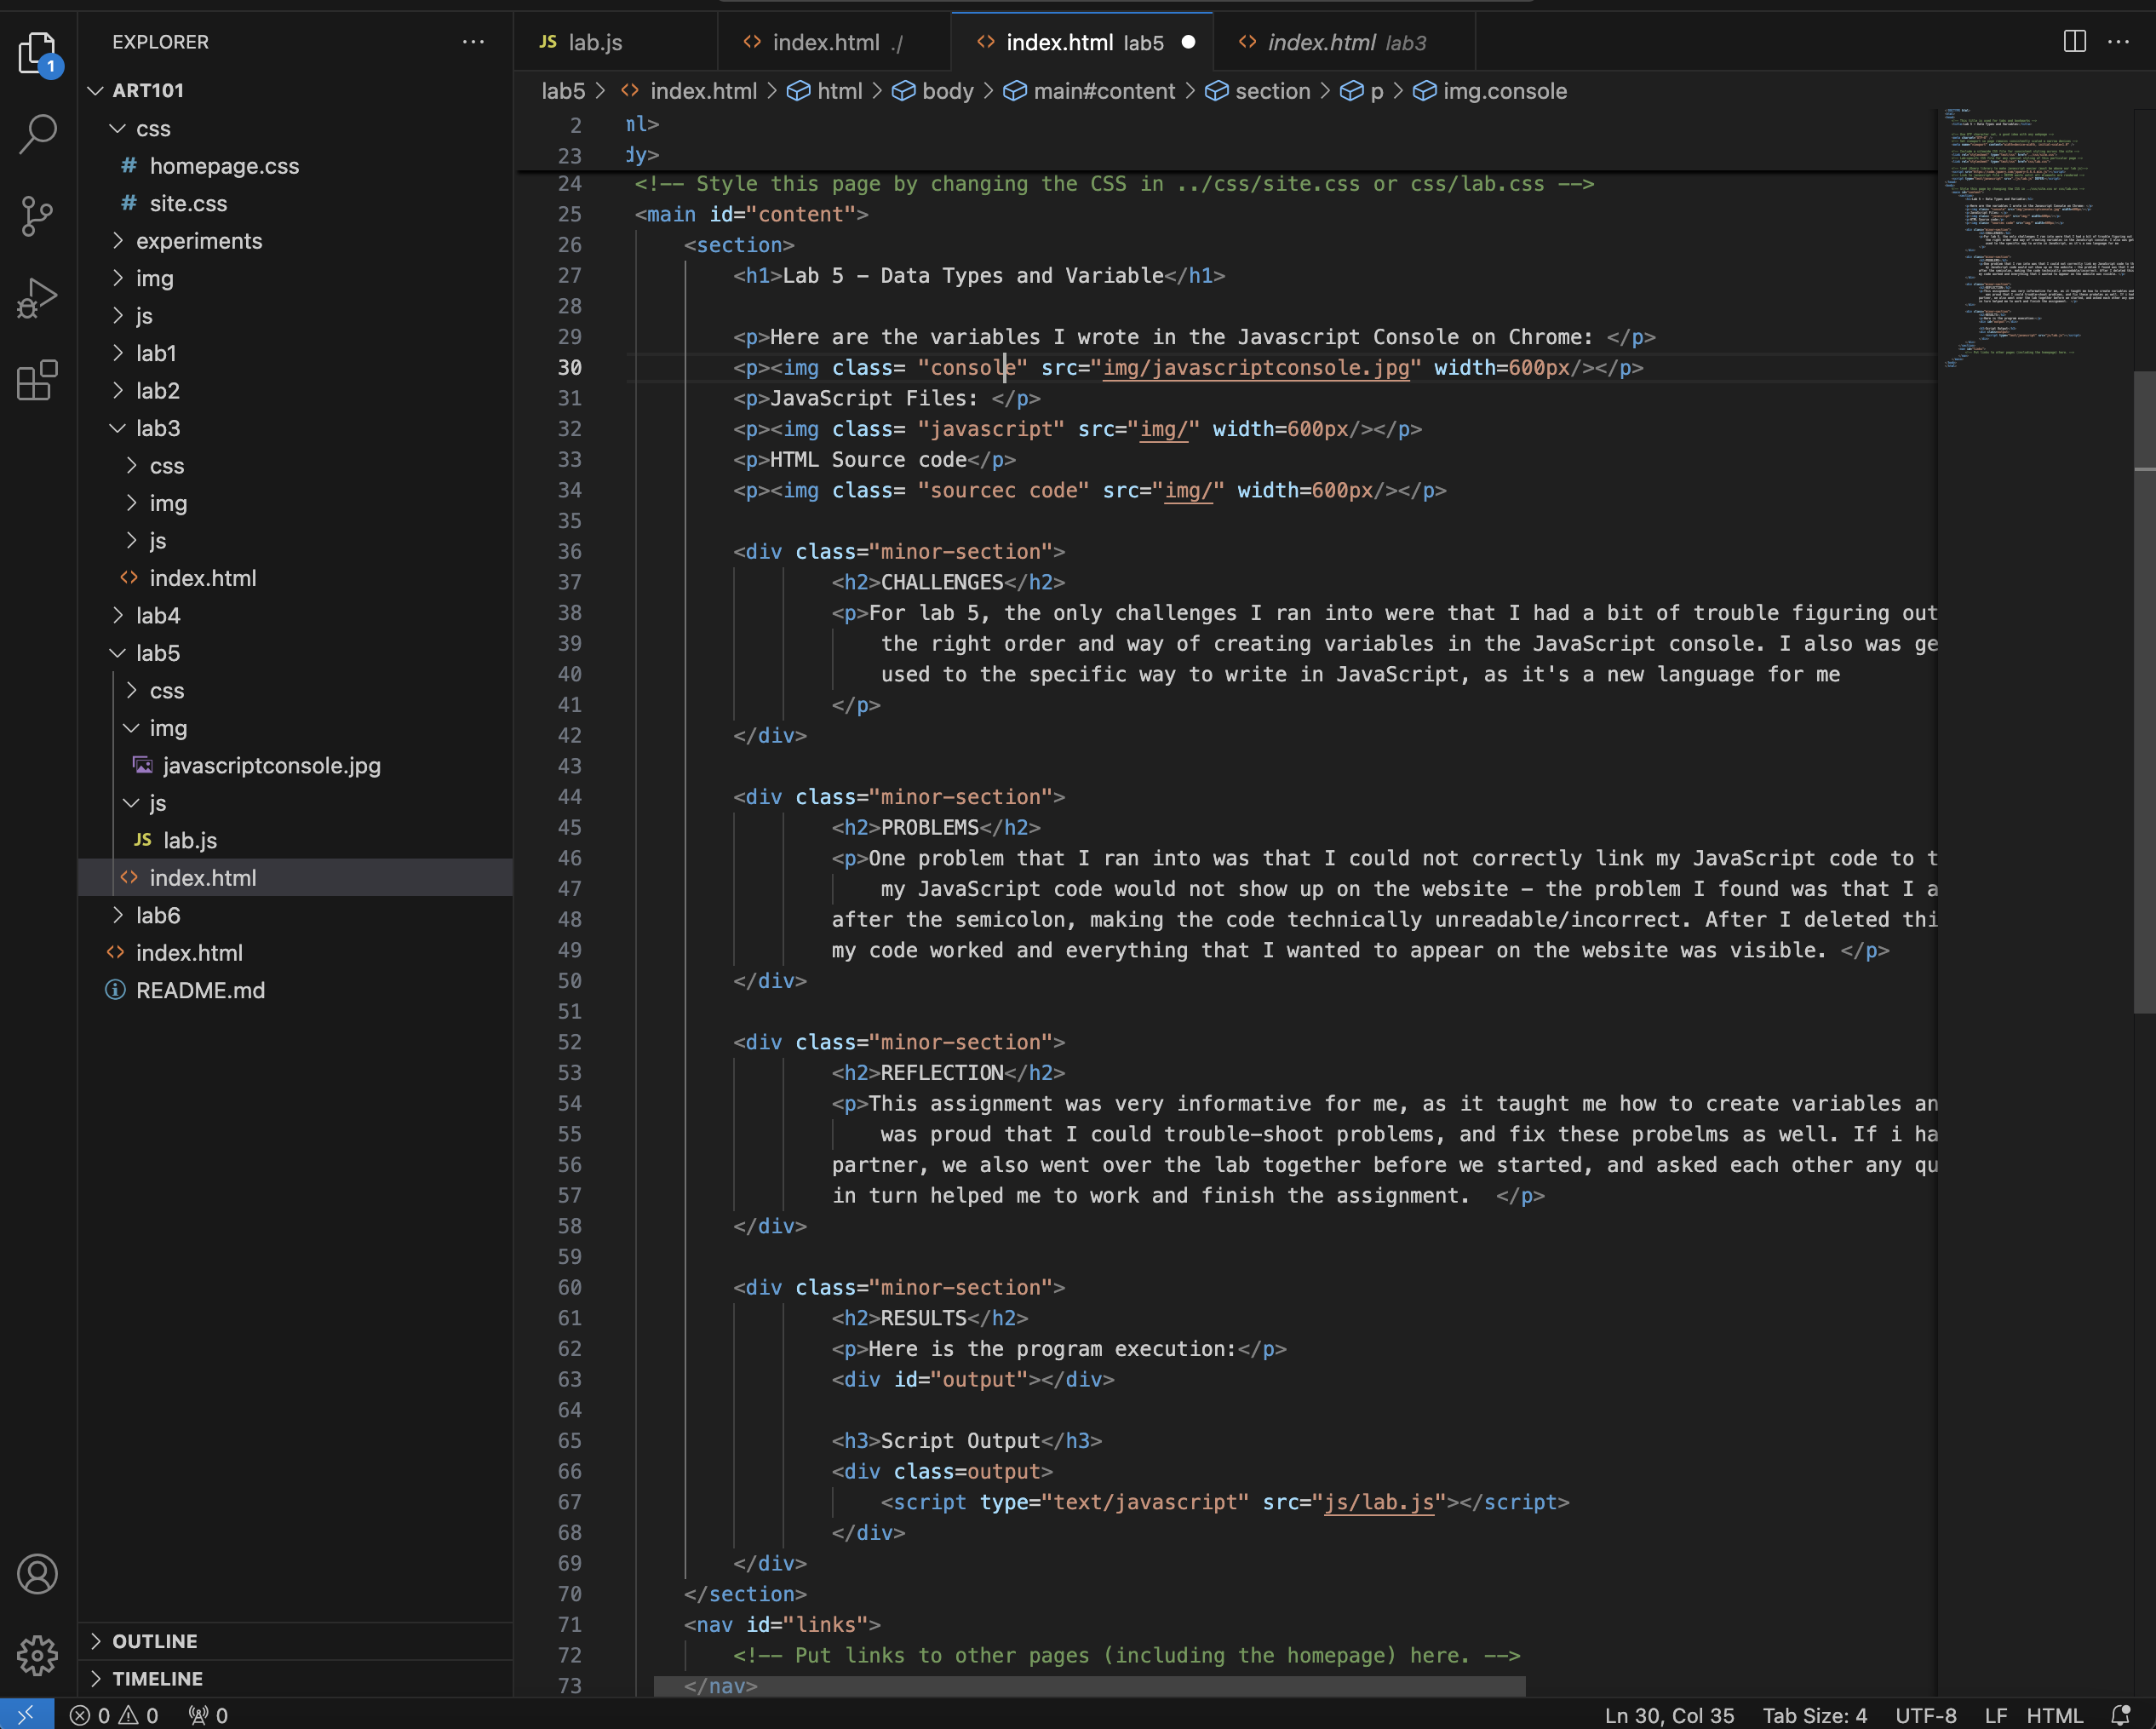 1
EXPLORER
ART101
css
# homepage.css
# site.css
experiments
img
js
lab1
lab2
lab3
css
img
js
<> index.html
lab4
lab5
css
img
javascriptconsole.jpg
js
JS lab.js
<> index.html
lab6
<> index.html
README.md
OUTLINE
TIMELINE
JS lab.js
<> index.html ./
<> index.html lab5
<> index.html lab3
lab5 > <> index.html > html > body > main#content > section > p > img.console
2 ml>
23 dy>
24 <!-- Style this page by changing the CSS in ../css/site.css or css/lab.css -->
25 <main id="content">
26 <section>
27 <h1>Lab 5 - Data Types and Variable</h1>
28
29 <p>Here are the variables I wrote in the Javascript Console on Chrome: </p>
30 <p><img class= "console" src="img/javascriptconsole.jpg" width=600px/></p>
31 <p>JavaScript Files: </p>
32 <p><img class= "javascript" src="img/" width=600px/></p>
33 <p>HTML Source code</p>
34 <p><img class= "sourcec code" src="img/" width=600px/></p>
35
36 <div class="minor-section">
37 <h2>CHALLENGES</h2>
38 <p>For lab 5, the only challenges I ran into were that I had a bit of trouble figuring out
39 the right order and way of creating variables in the JavaScript console. I also was ge
40 used to the specific way to write in JavaScript, as it's a new language for me
41 </p>
42 </div>
43
44 <div class="minor-section">
45 <h2>PROBLEMS</h2>
46 <p>One problem that I ran into was that I could not correctly link my JavaScript code to t
47 my JavaScript code would not show up on the website - the problem I found was that I a
48 after the semicolon, making the code technically unreadable/incorrect. After I deleted thi
49 my code worked and everything that I wanted to appear on the website was visible. </p>
50 </div>
51
52 <div class="minor-section">
53 <h2>REFLECTION</h2>
54 <p>This assignment was very informative for me, as it taught me how to create variables an
55 was proud that I could trouble-shoot problems, and fix these probelms as well. If i ha
56 partner, we also went over the lab together before we started, and asked each other any qu
57 in turn helped me to work and finish the assignment.  </p>
58 </div>
59
60 <div class="minor-section">
61 <h2>RESULTS</h2>
62 <p>Here is the program execution:</p>
63 <div id="output"></div>
64
65 <h3>Script Output</h3>
66 <div class=output>
67 <script type="text/javascript" src="js/lab.js"></script>
68 </div>
69 </div>
70 </section>
71 <nav id="links">
72 <!-- Put links to other pages (including the homepage) here. -->
73 </nav>
0 0 0 Ln 30, Col 35 Tab Size: 4 UTF-8 LF HTML